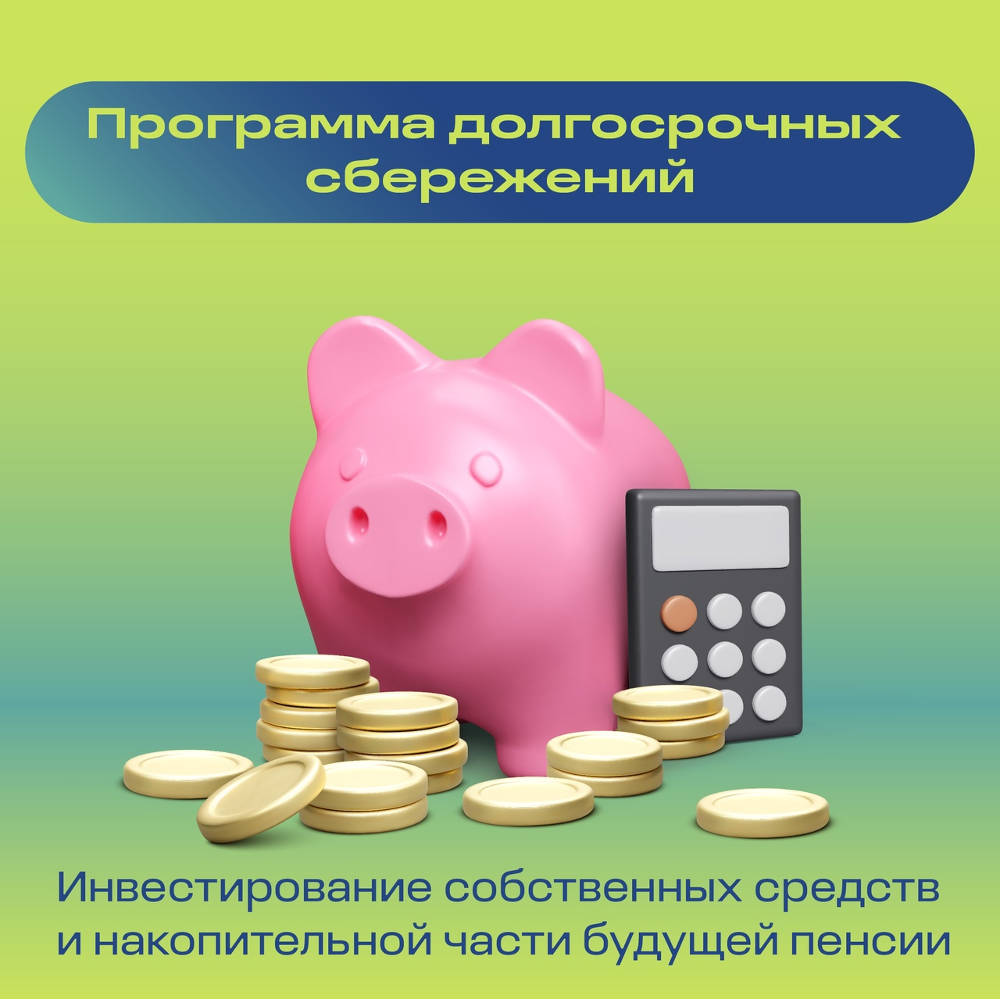 Программа долгосрочных
сбережений
Инвестирование собственных средств
и накопительной части будущей пенсии